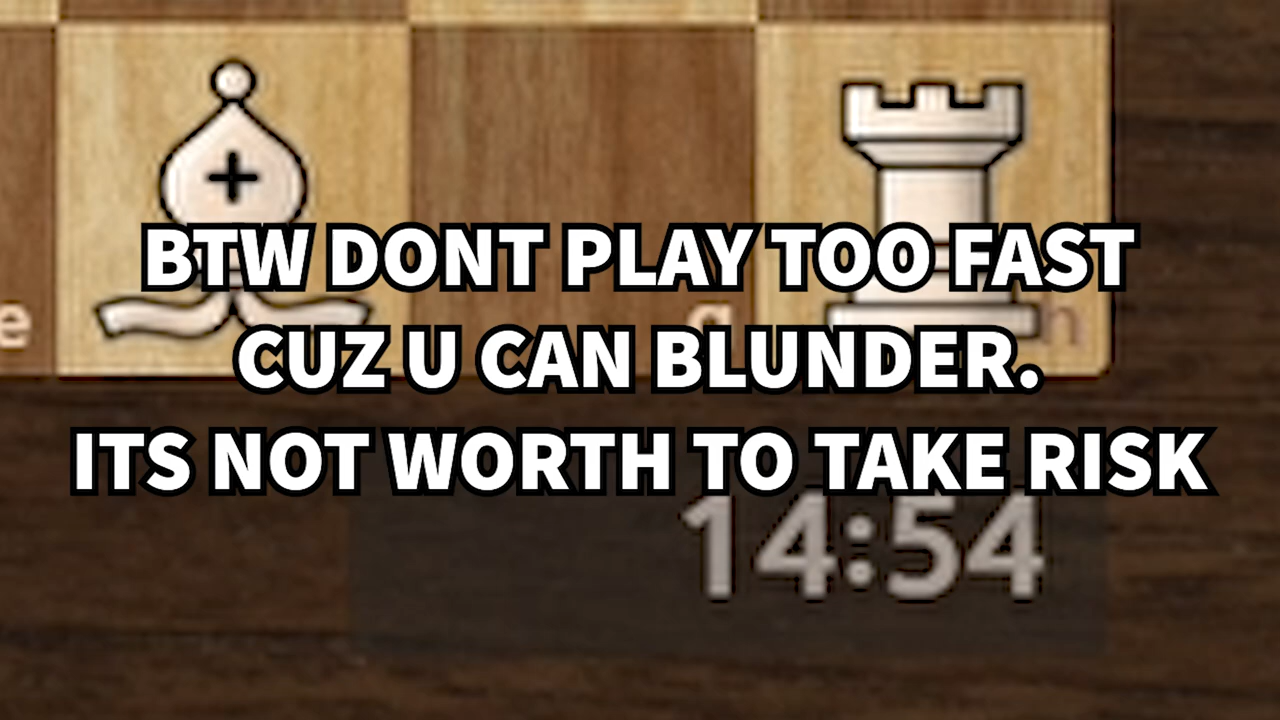 BTW DONT PLAY TOO FAST
CUZ U CAN BLUNDER.
ITS NOT WORTH TO TAKE RISK
e
h
14:54